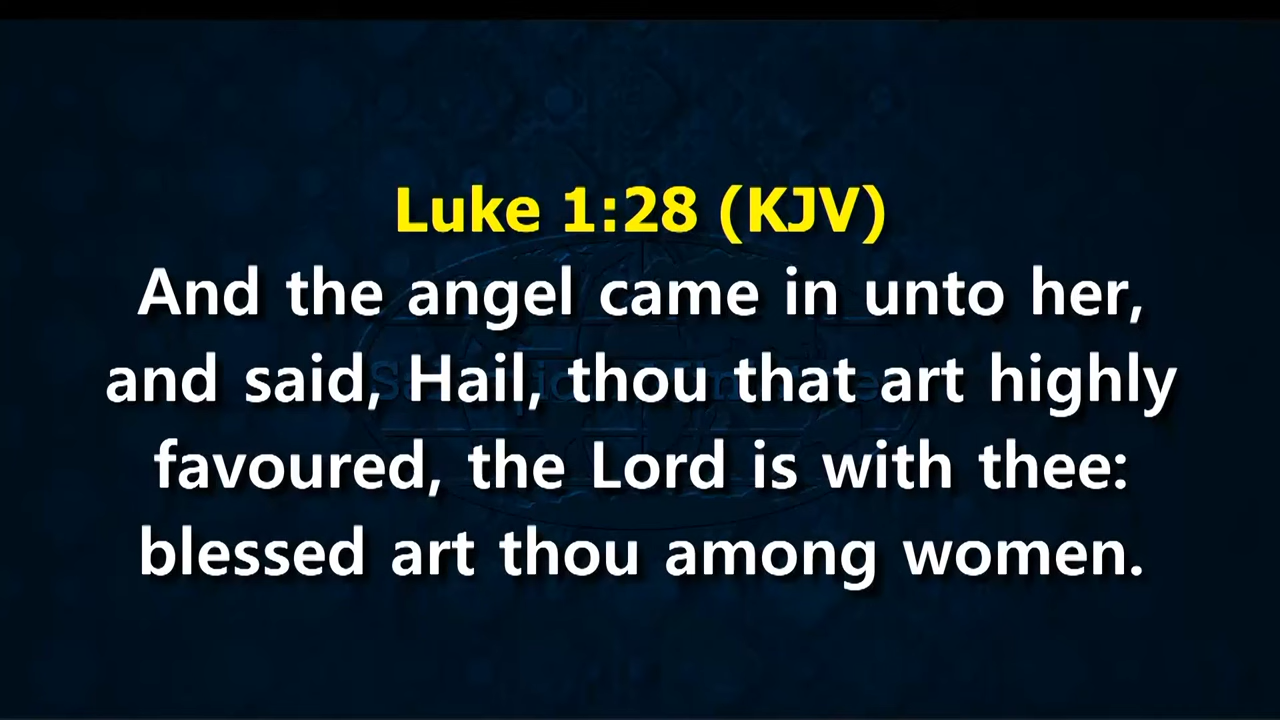 Luke 1:28 (KJV)
And the angel came in unto her,
and said, Hail, thou that art highly
favoured, the Lord is with thee:
blessed art thou among women.